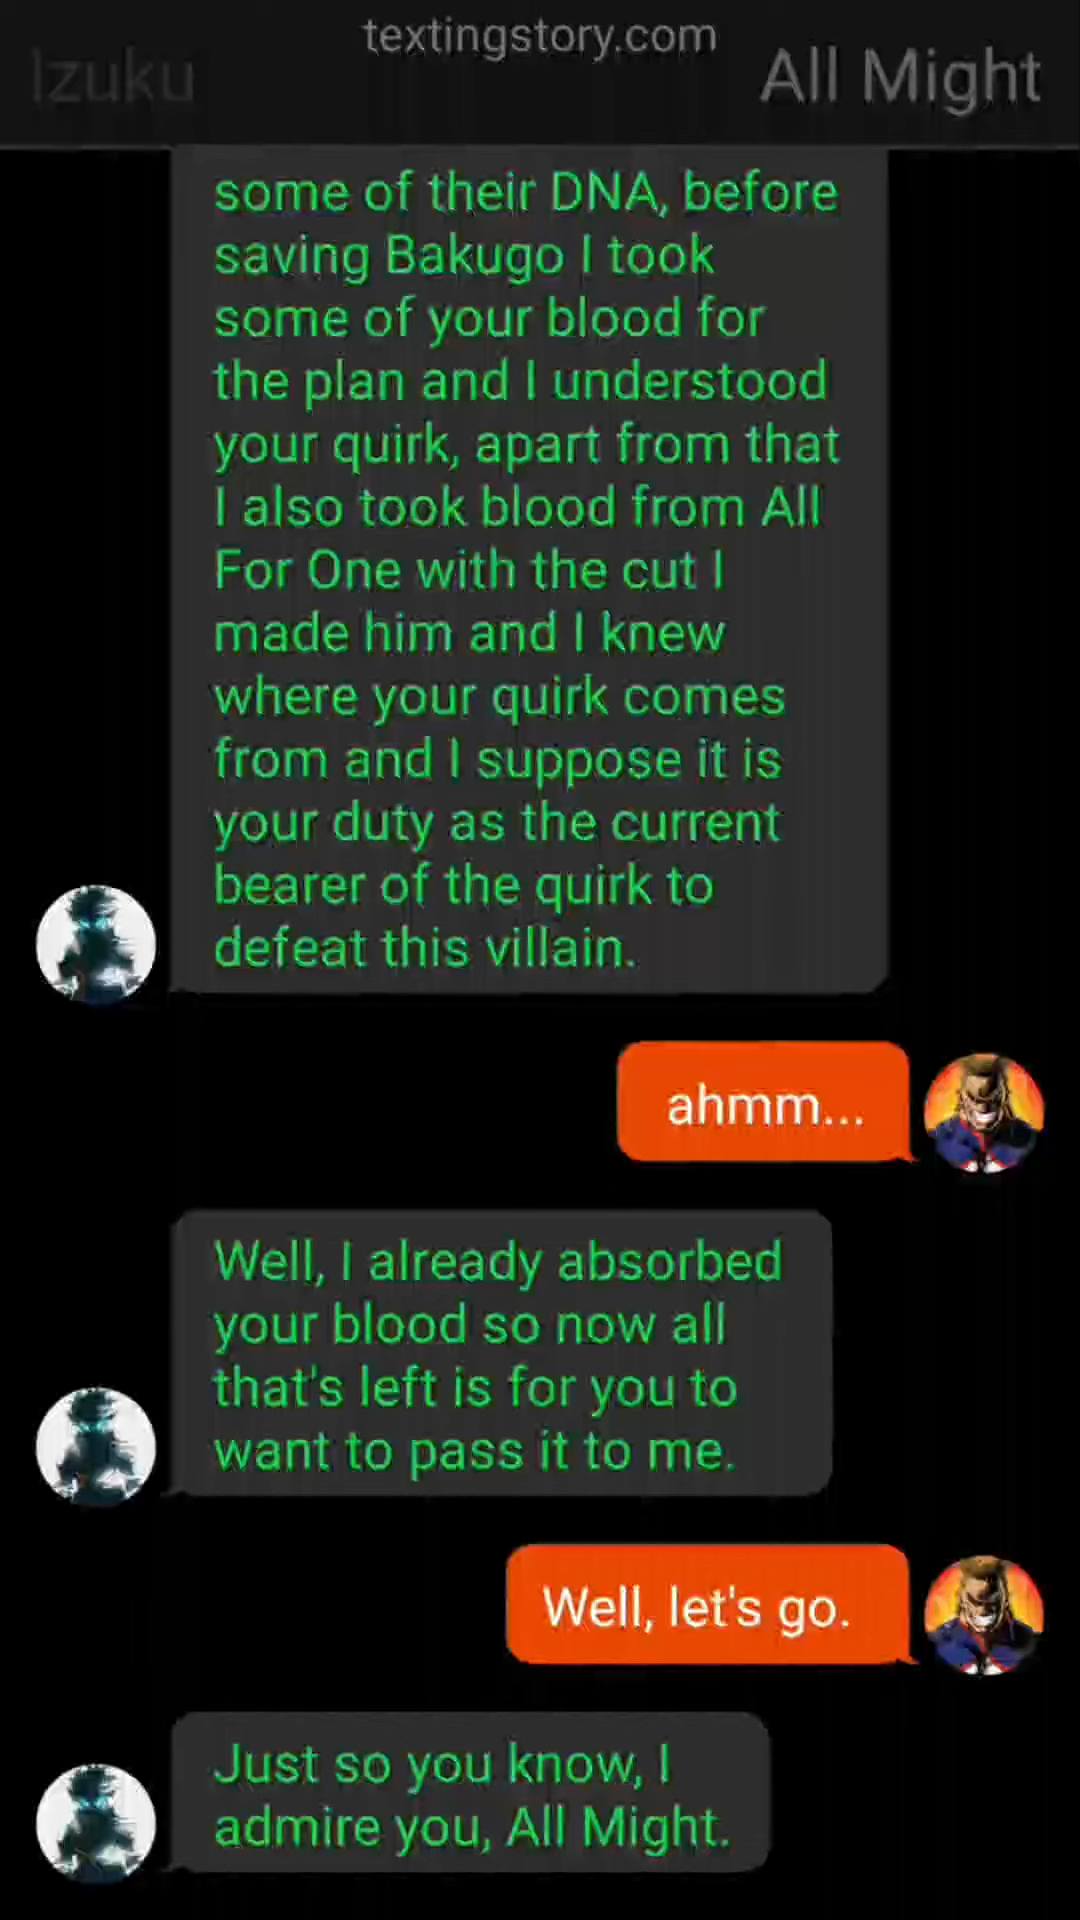 textingstory.com
Izuku
All Might
some of their DNA, before
saving Bakugo I took
some of your blood for
the plan and I understood
your quirk, apart from that
I also took blood from All
For One with the cut I
made him and I knew
where your quirk comes
from and I suppose it is
your duty as the current
bearer of the quirk to
defeat this villain.
ahmm...
Well, I already absorbed
your blood so now all
that's left is for you to
want to pass it to me.
Well, let's go.
Just so you know, I
admire you, All Might.